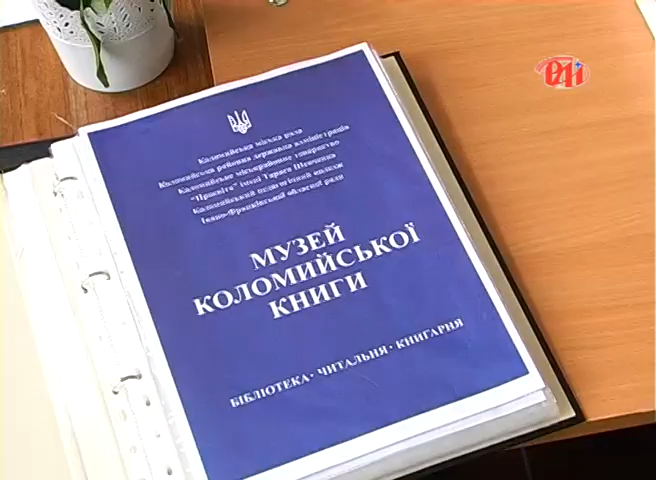 Коломийська міська рада
Коломийська районна державна адміністрація
Коломийське міськрайонне товариство
"Просвіта" імені Тараса Шевченка
Коломийський педагогічний коледж
Івано-Франківської обласної ради
МУЗЕЙ
КОЛОМИЙСЬКОЇ
КНИГИ
БІБЛІОТЕКА · ЧИТАЛЬНЯ · КНИГАРНЯ